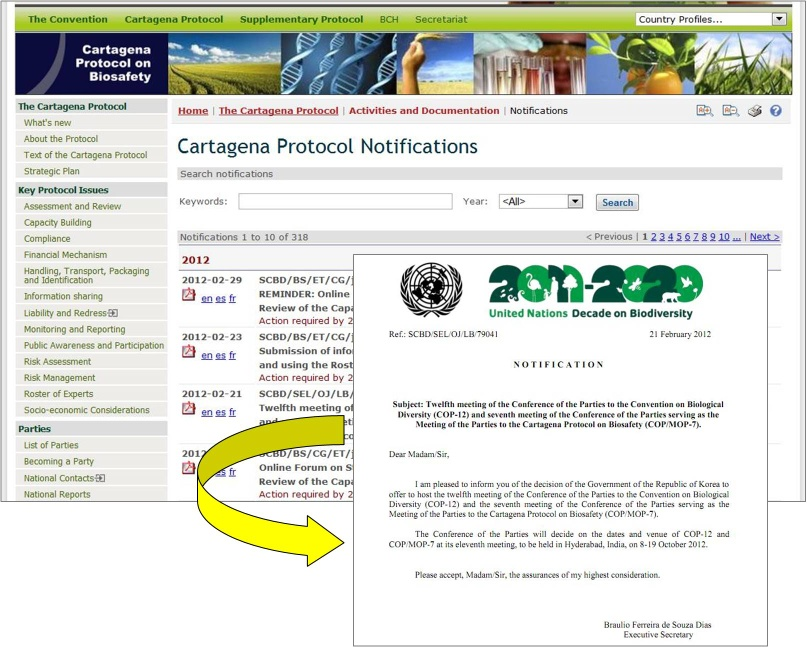 The Convention Cartagena Protocol Supplementary Protocol BCH Secretariat Country Profiles...
Cartagena
Protocol on
Biosafety
The Cartagena Protocol
What's new
About the Protocol
Text of the Cartagena Protocol
Strategic Plan
Key Protocol Issues
Assessment and Review
Capacity Building
Compliance
Financial Mechanism
Handling, Transport, Packaging
and Identification
Information sharing
Liability and Redress
Monitoring and Reporting
Public Awareness and Participation
Risk Assessment
Risk Management
Roster of Experts
Socio-economic Considerations
Parties
List of Parties
Becoming a Party
National Contacts
National Reports
Home | The Cartagena Protocol | Activities and Documentation | Notifications
Cartagena Protocol Notifications
Search notifications
Keywords: Year: <All> Search
Notifications 1 to 10 of 318 < Previous | 1 2 3 4 5 6 7 8 9 10 ... | Next >
2012
2012-02-29 SCBD/BS/ET/CG/
en es fr REMINDER: Online
Review of the Capa
Action required by 2
2012-02-23 SCBD/BS/ET/CG/
Submission of info
en es fr and using the Rost
Action required by 2
2012-02-21 SCBD/SEL/OJ/LB/
en es fr Twelfth meeting of
and
2012 SCBD/BS/CG/ET/
es fr Online Forum on S
Review of the Capa
Action required by 2
2011-2020
United Nations Decade on Biodiversity
Ref.: SCBD/SEL/OJ/LB/79041 21 February 2012
NOTIFICATION
Subject: Twelfth meeting of the Conference of the Parties to the Convention on Biological
Diversity (COP-12) and seventh meeting of the Conference of the Parties serving as the
Meeting of the Parties to the Cartagena Protocol on Biosafety (COP/MOP-7).
Dear Madam/Sir,
I am pleased to inform you of the decision of the Government of the Republic of Korea to
offer to host the twelfth meeting of the Conference of the Parties to the Convention on Biological
Diversity (COP-12) and the seventh meeting of the Conference of the Parties serving as the
Meeting of the Parties to the Cartagena Protocol on Biosafety (COP/MOP-7).
The Conference of the Parties will decide on the dates and venue of COP-12 and
COP/MOP-7 at its eleventh meeting, to be held in Hyderabad, India, on 8-19 October 2012.
Please accept, Madam/Sir, the assurances of my highest consideration.
Braulio Ferreira de Souza Dias
Executive Secretary